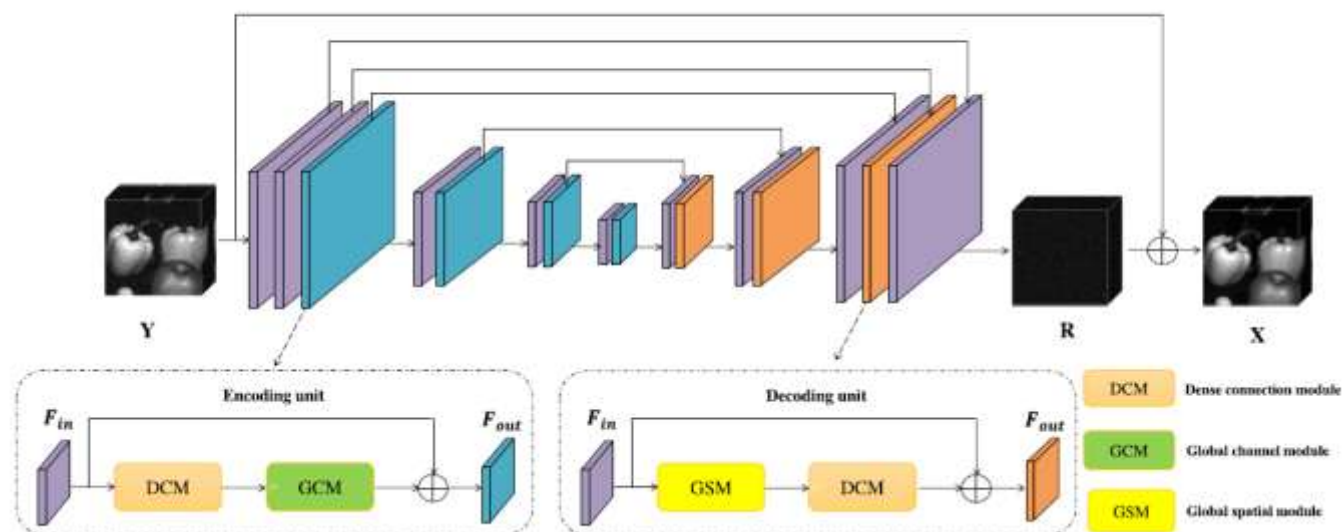 Y
R
X
Encoding unit
F_in
DCM
GCM
F_out
Decoding unit
F_in
GSM
DCM
F_out
DCM Dense connection module
GCM Global channel module
GSM Global spatial module